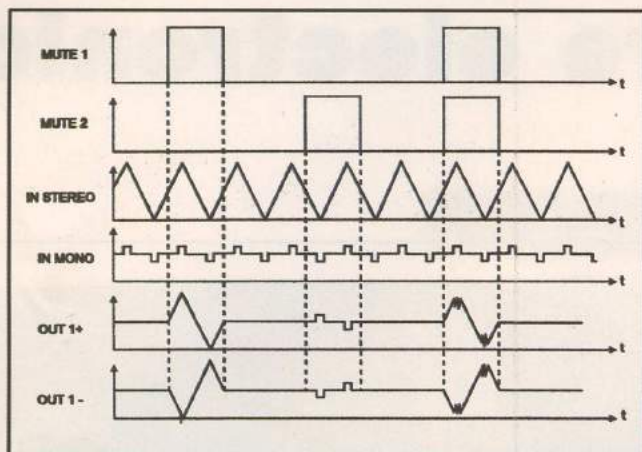 MUTE 1
t
MUTE 2
t
IN STEREO
t
IN MONO
t
OUT 1+
t
OUT 1 -
t